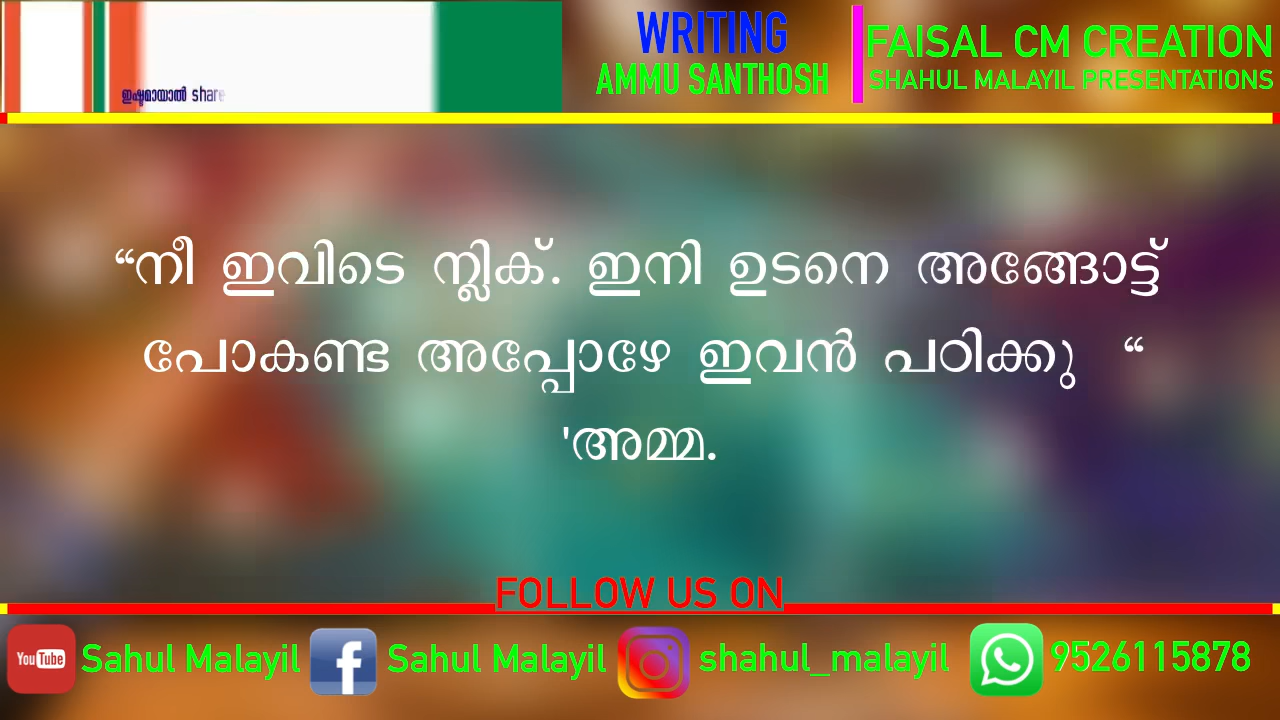 ഇഷ്ടമായാൽ share
WRITING
AMMU SANTHOSH
FAISAL CM CREATION
SHAHUL MALAYIL PRESENTATIONS
“നീ ഇവിടെ ന്ലിക്. ഇനി ഉടനെ അങ്ങോട്ട്
പോകണ്ട അപ്പോഴേ ഇവൻ പഠിക്കു “
'അമ്മ.
FOLLOW US ON
YouTube Sahul Malayil Sahul Malayil shahul_malayil 9526115878